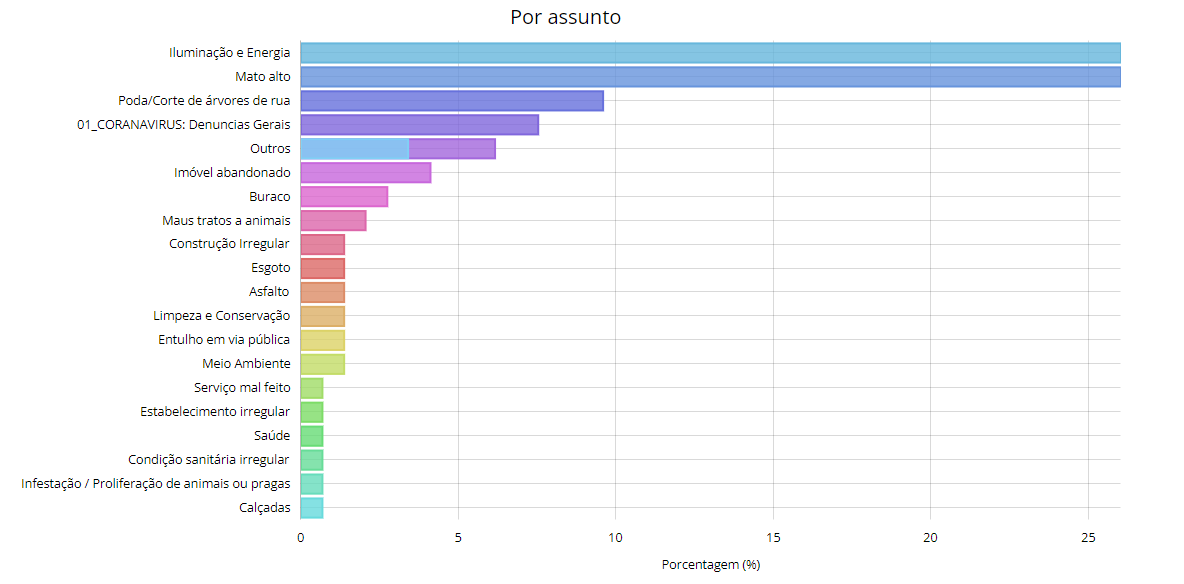 Por assunto
Iluminação e Energia
Mato alto
Poda/Corte de árvores de rua
01_CORANAVIRUS: Denuncias Gerais
Outros
Imóvel abandonado
Buraco
Maus tratos a animais
Construção Irregular
Esgoto
Asfalto
Limpeza e Conservação
Entulho em via pública
Meio Ambiente
Serviço mal feito
Estabelecimento irregular
Saúde
Condição sanitária irregular
Infestação / Proliferação de animais ou pragas
Calçadas
0 5 10 15 20 25
Porcentagem (%)